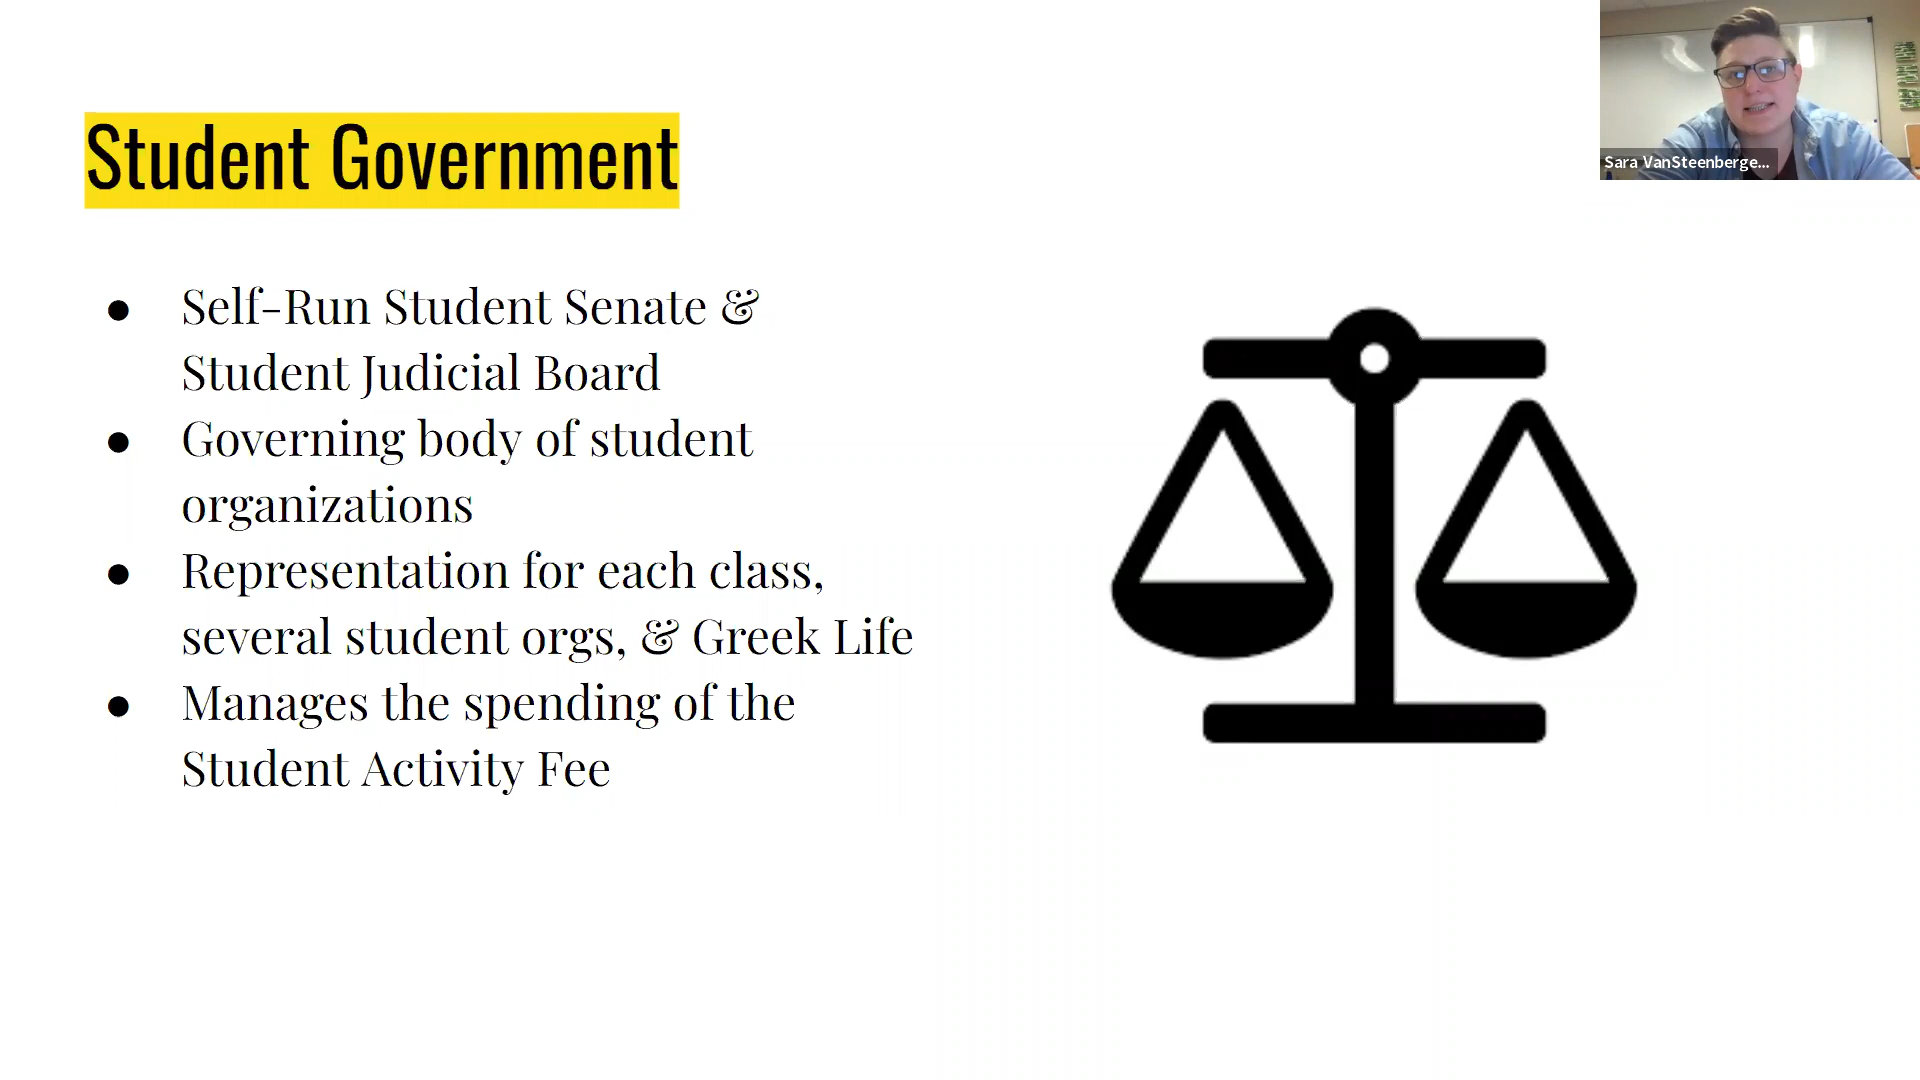 Student Government
● Self-Run Student Senate &
Student Judicial Board
● Governing body of student
organizations
● Representation for each class,
several student orgs, & Greek Life
● Manages the spending of the
Student Activity Fee
Sara VanSteenberge...